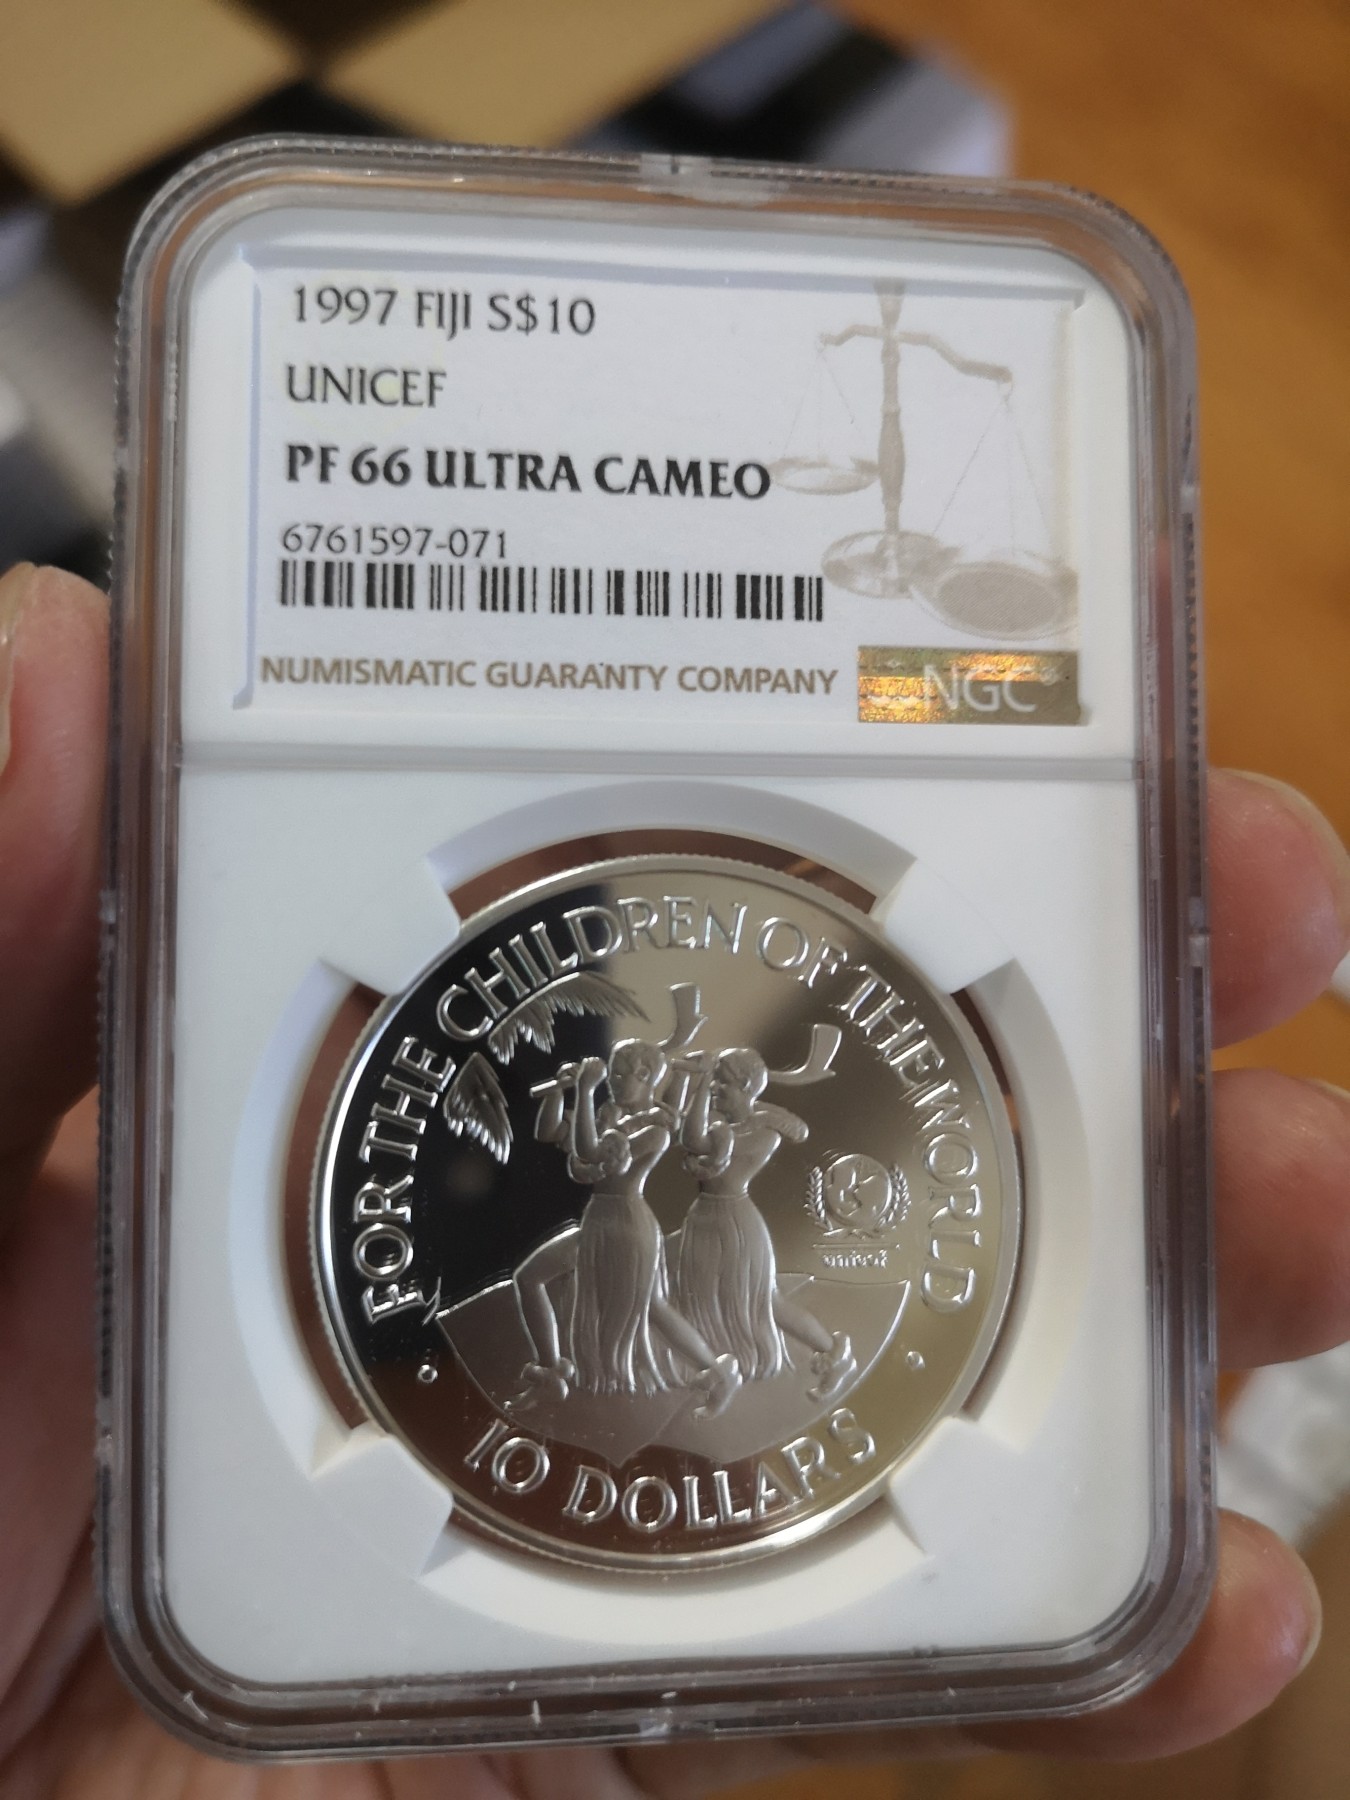 1997 FIJI S$10
UNICEF
PF 66 ULTRA CAMEO
6761597-071
NUMISMATIC GUARANTY COMPANY
NGC
FOR THE CHILDREN OF THE WORLD
unicef
10 DOLLARS